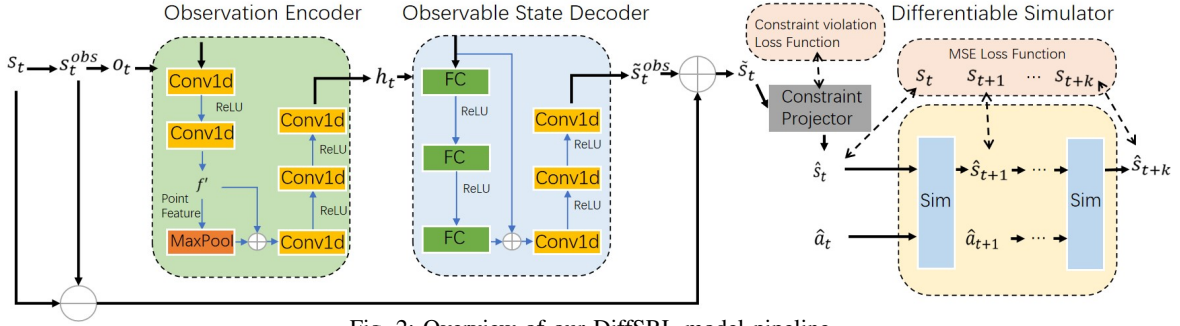 Observation Encoder
Observable State Decoder
Differentiable Simulator
s_t
s_t^{obs}
o_t
Conv1d
ReLU
Conv1d
f'
Point
Feature
MaxPool
Conv1d
ReLU
Conv1d
ReLU
Conv1d
h_t
FC
ReLU
FC
ReLU
FC
Conv1d
ReLU
Conv1d
ReLU
Conv1d
s̃_t^{obs}
s̃_t
Constraint violation
Loss Function
Constraint
Projector
MSE Loss Function
s_t s_{t+1} ⋯ s_{t+k}
ŝ_t
Sim
ŝ_{t+1}
⋯
Sim
ŝ_{t+k}
â_t
â_{t+1}
⋯
Fig. 2: Overview of our DiffSRL model pipeline